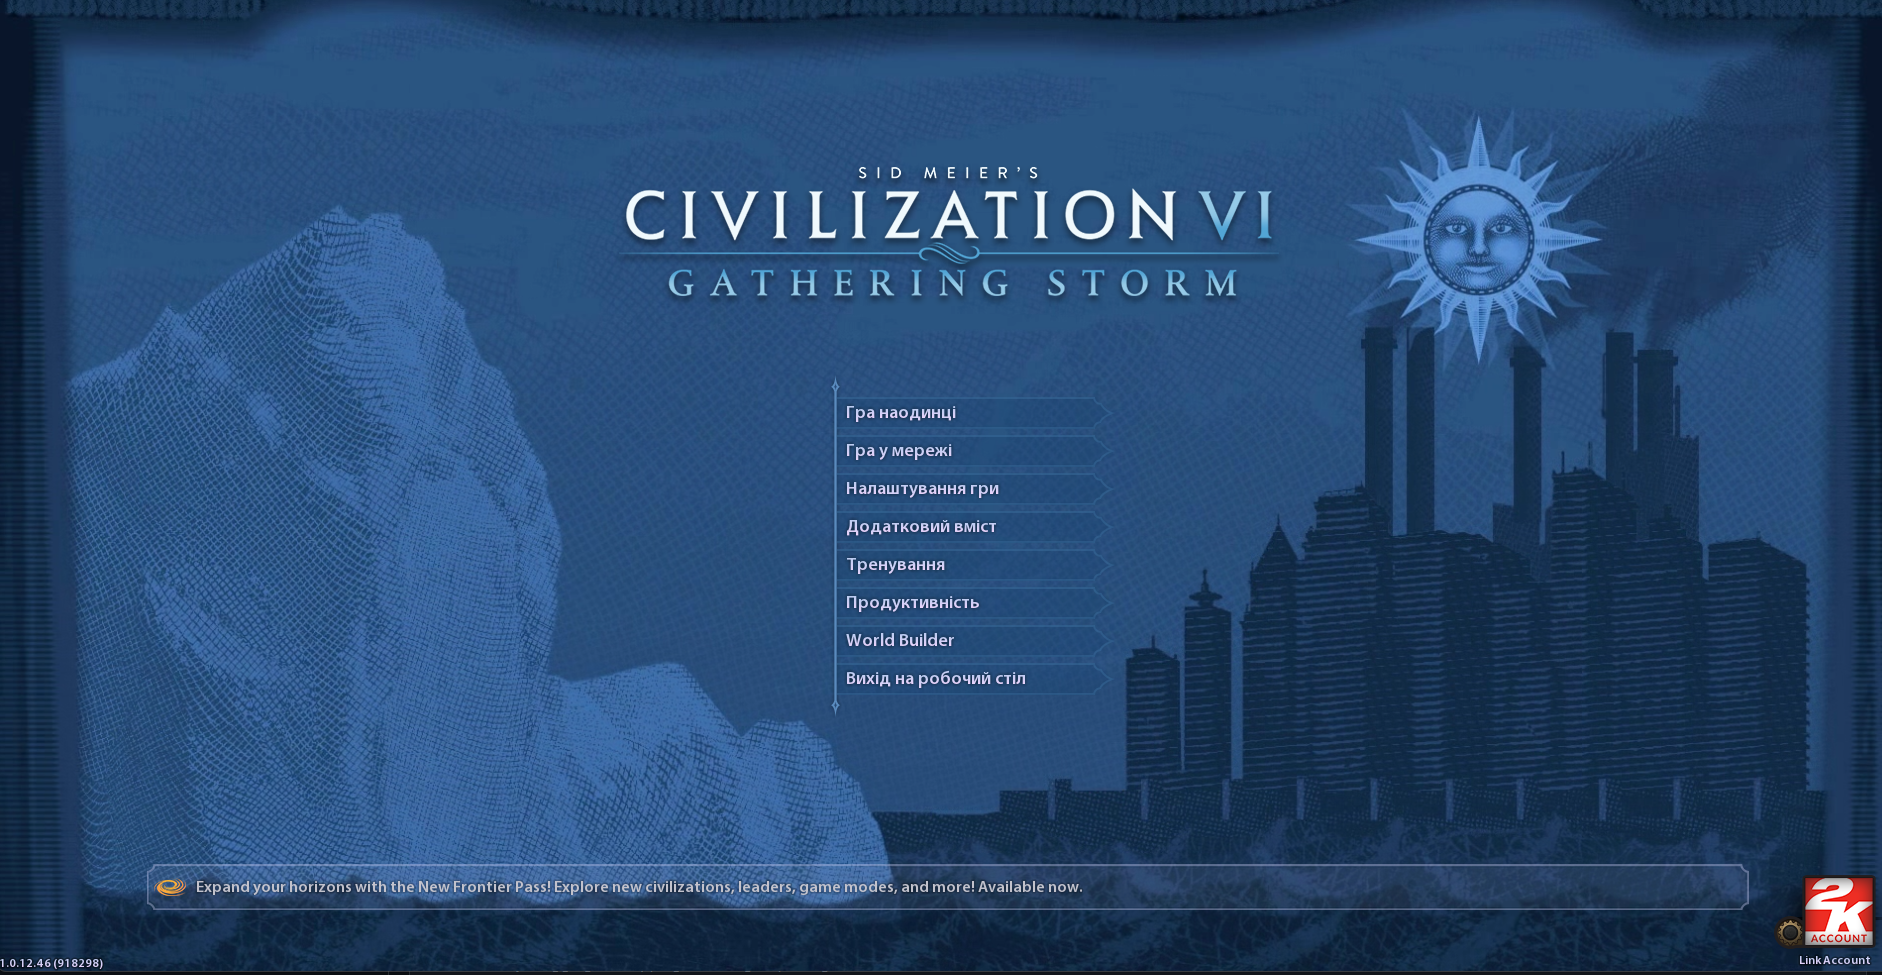 SID MEIER'S
CIVILIZATION VI
GATHERING STORM
Гра наодинці
Гра у мережі
Налаштування гри
Додатковий вміст
Тренування
Продуктивність
World Builder
Вихід на робочий стіл
Expand your horizons with the New Frontier Pass! Explore new civilizations, leaders, game modes, and more! Available now.
2K
ACCOUNT
Link Account
1.0.12.46 (918298)